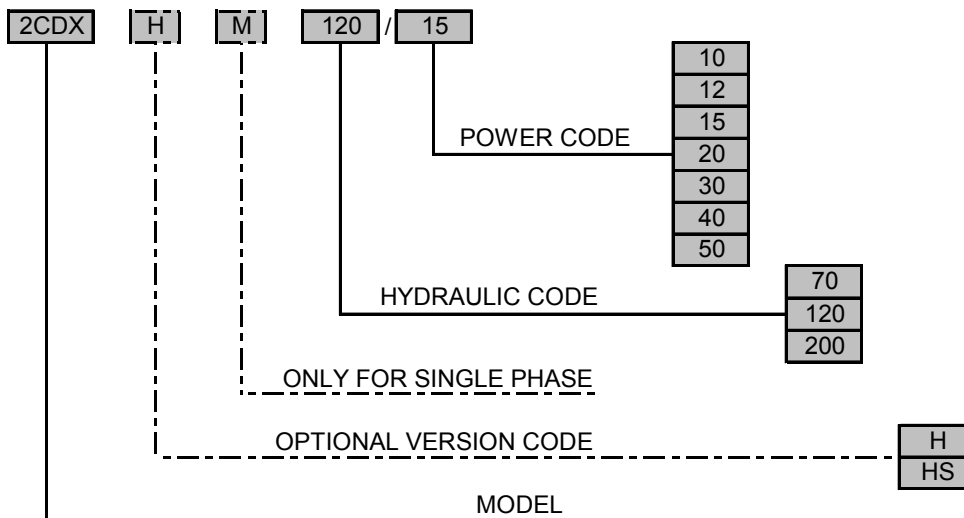 2CDX H M 120 / 15
10
12
15
POWER CODE
20
30
40
50
70
HYDRAULIC CODE
120
200
ONLY FOR SINGLE PHASE
OPTIONAL VERSION CODE
H
HS
MODEL